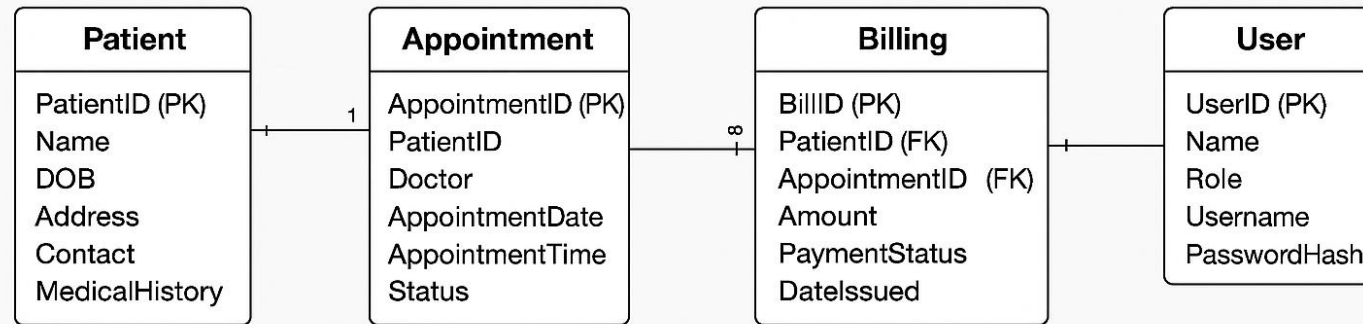 Patient
PatientID (PK)
Name
DOB
Address
Contact
MedicalHistory
1
Appointment
AppointmentID (PK)
PatientID
Doctor
AppointmentDate
AppointmentTime
Status
8
Billing
BillID (PK)
PatientID (FK)
AppointmentID (FK)
Amount
PaymentStatus
DateIssued
User
UserID (PK)
Name
Role
Username
PasswordHash